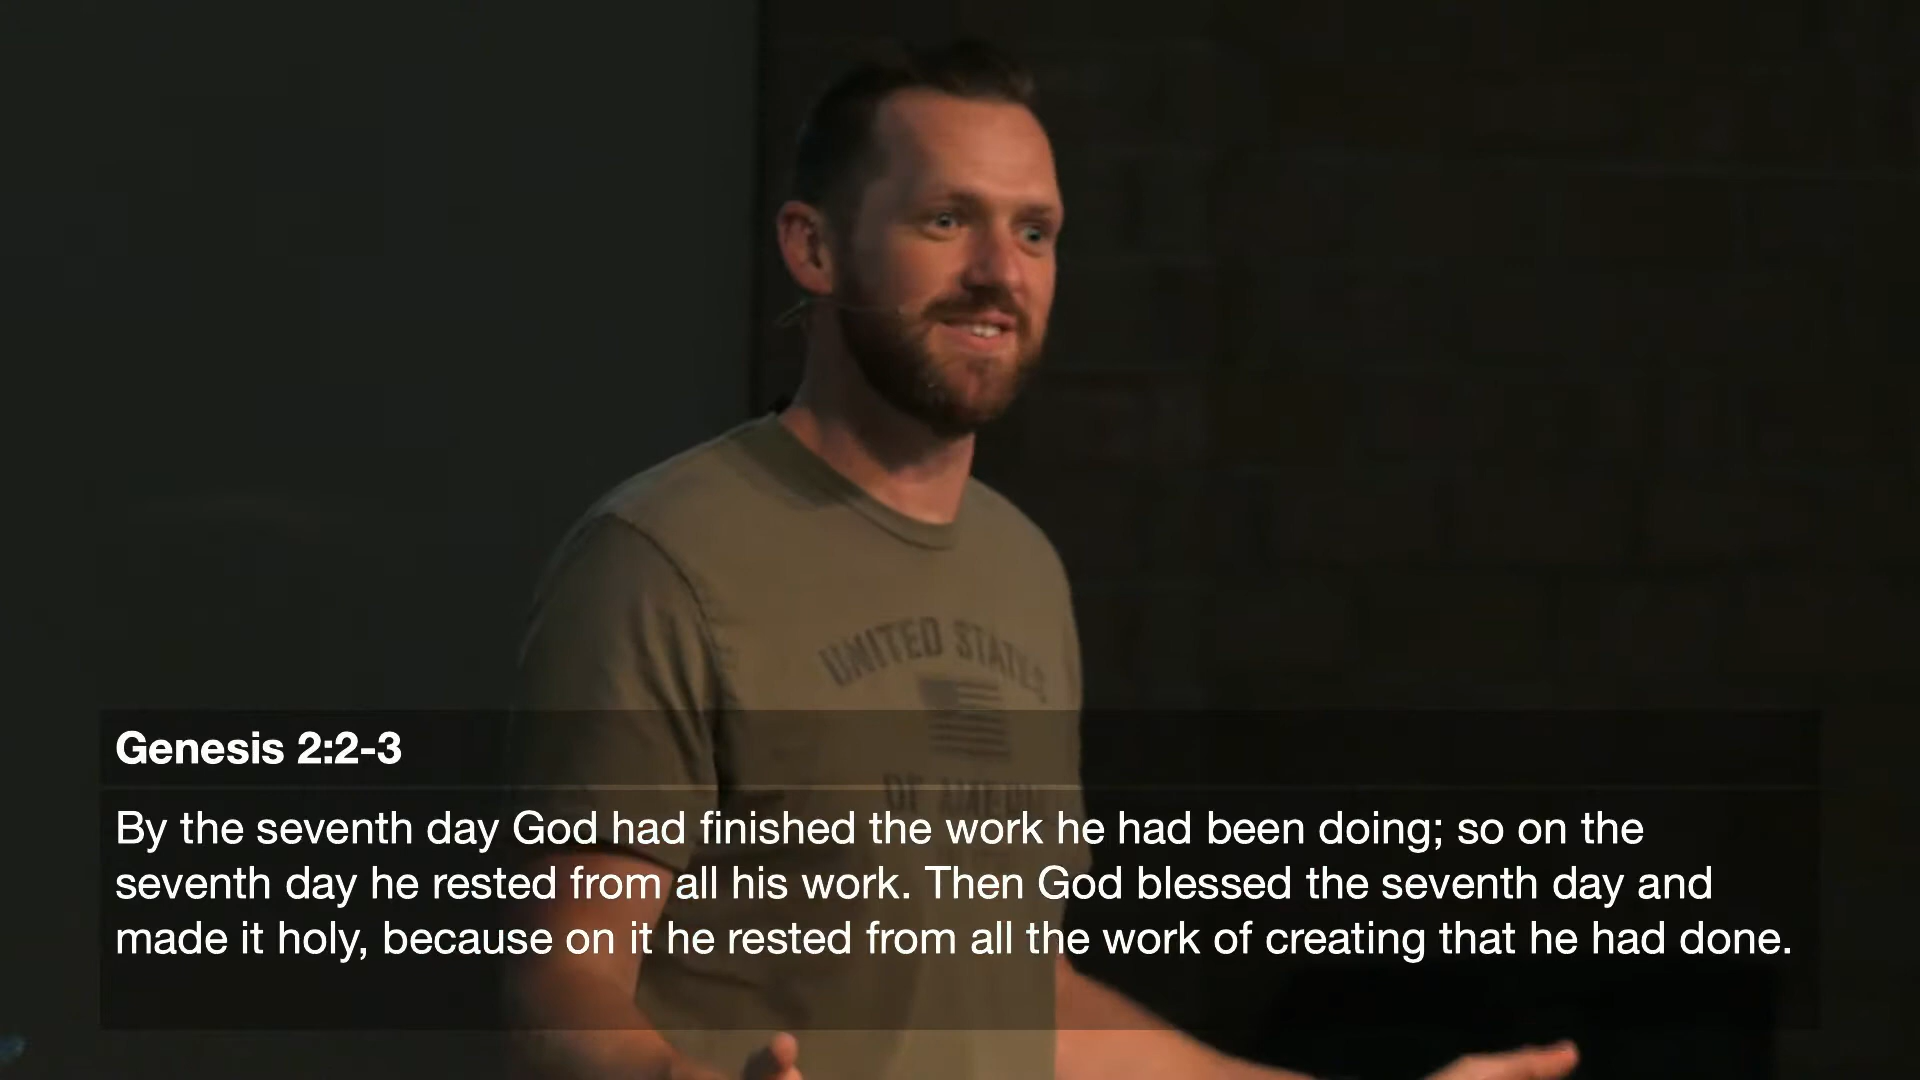 UNITED STATES
OF AMERI
Genesis 2:2-3
By the seventh day God had finished the work he had been doing; so on the
seventh day he rested from all his work. Then God blessed the seventh day and
made it holy, because on it he rested from all the work of creating that he had done.